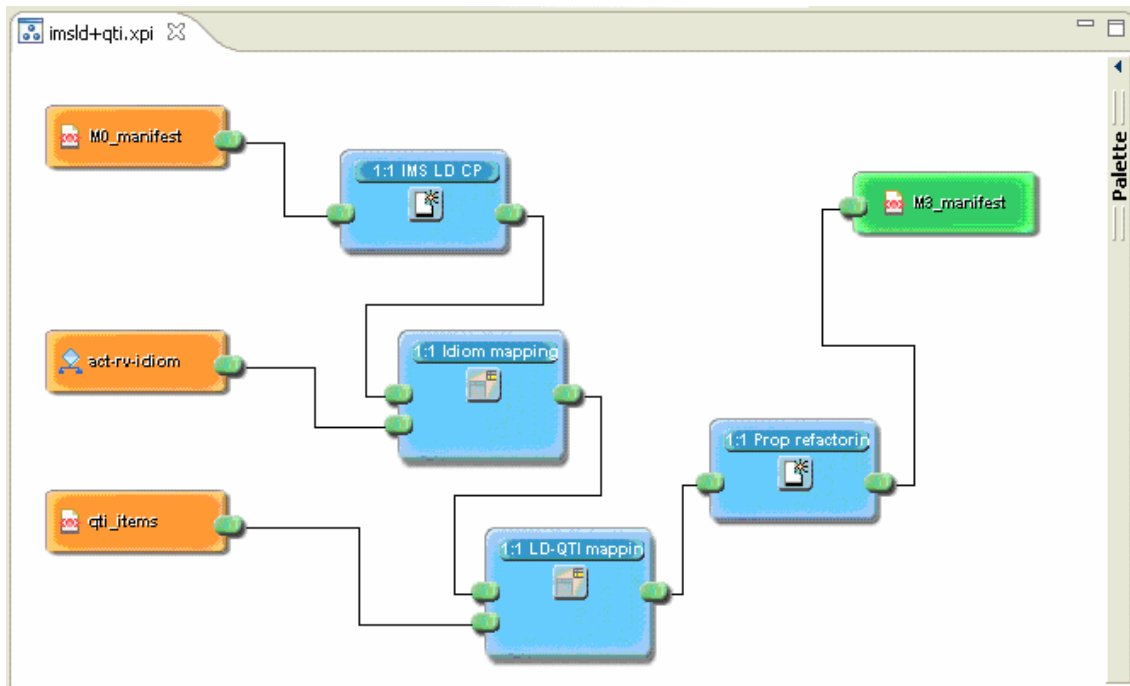 imsld+qti.xpi
M0_manifest
1:1 IMS LD CP
Palette
M3_manifest
act-rv-idiom
1:1 Idiom mapping
1:1 Prop refactorin
qti_items
1:1 LD-QTI mappin